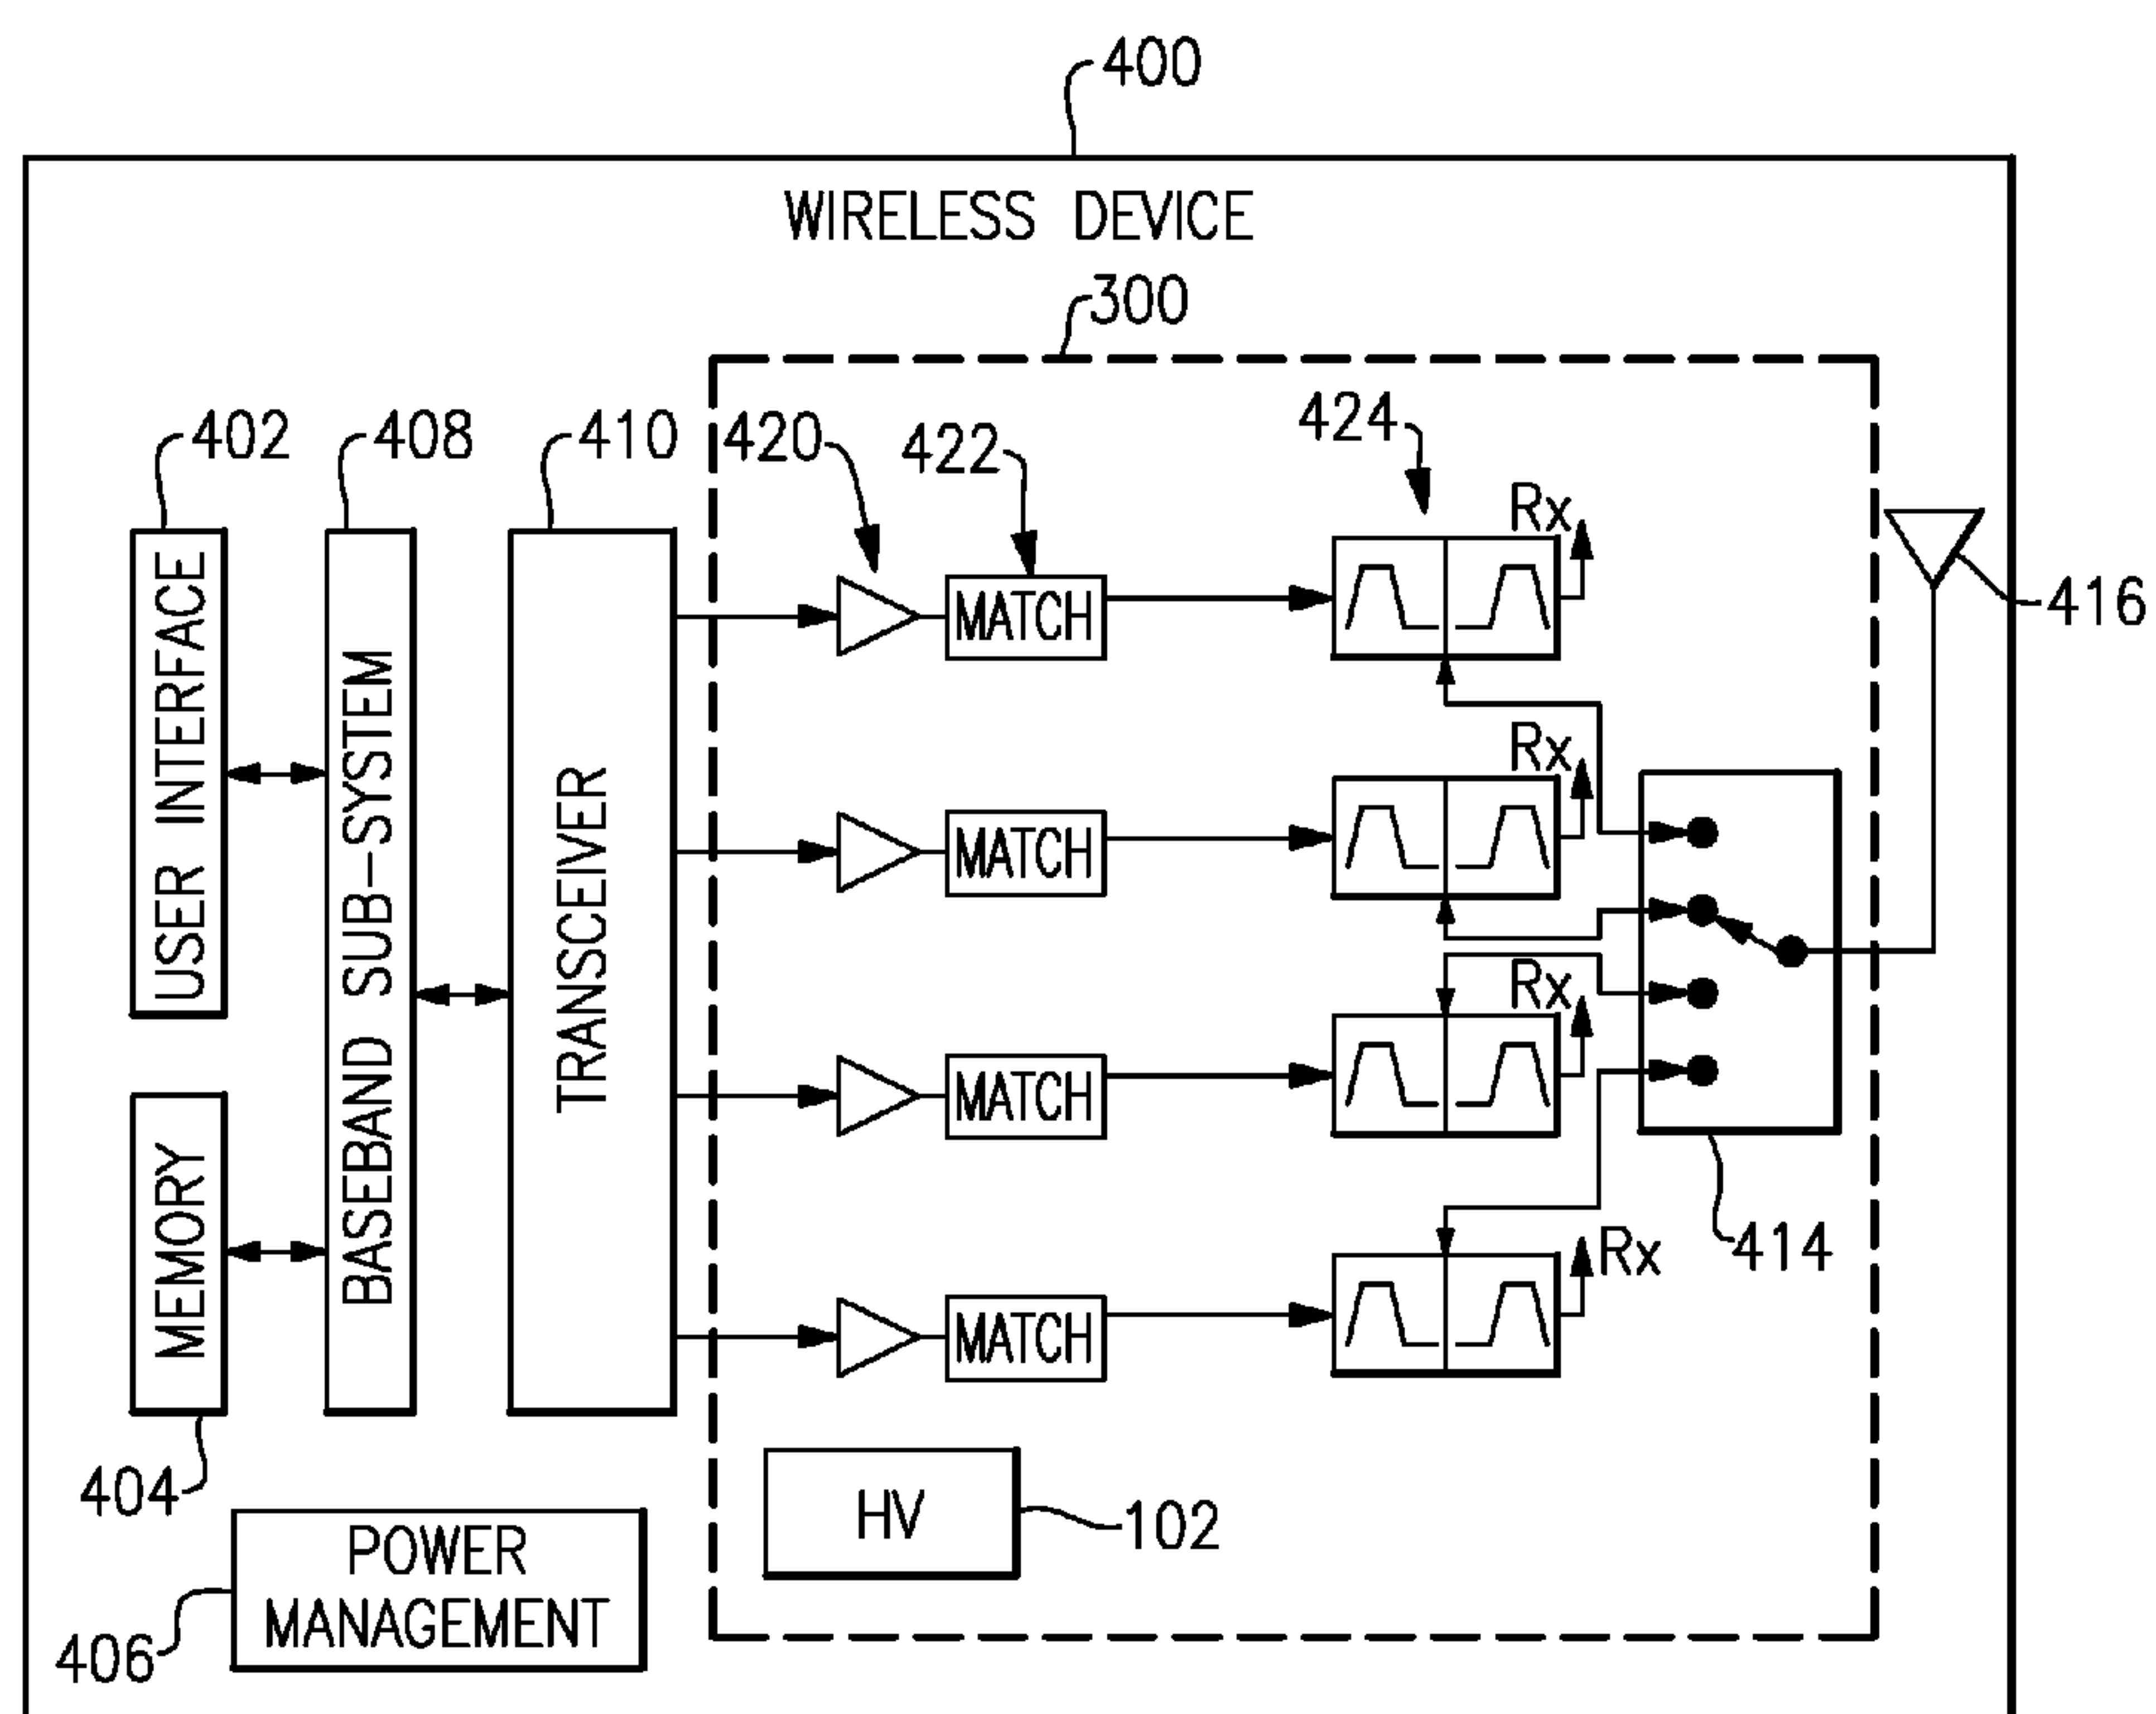 400
WIRELESS DEVICE
300
402
408
410
420
422
424
Rx
416
USER INTERFACE
BASEBAND SUB-SYSTEM
TRANSCEIVER
MATCH
Rx
MATCH
Rx
MATCH
MEMORY
Rx
414
MATCH
404
HV
102
POWER
MANAGEMENT
406